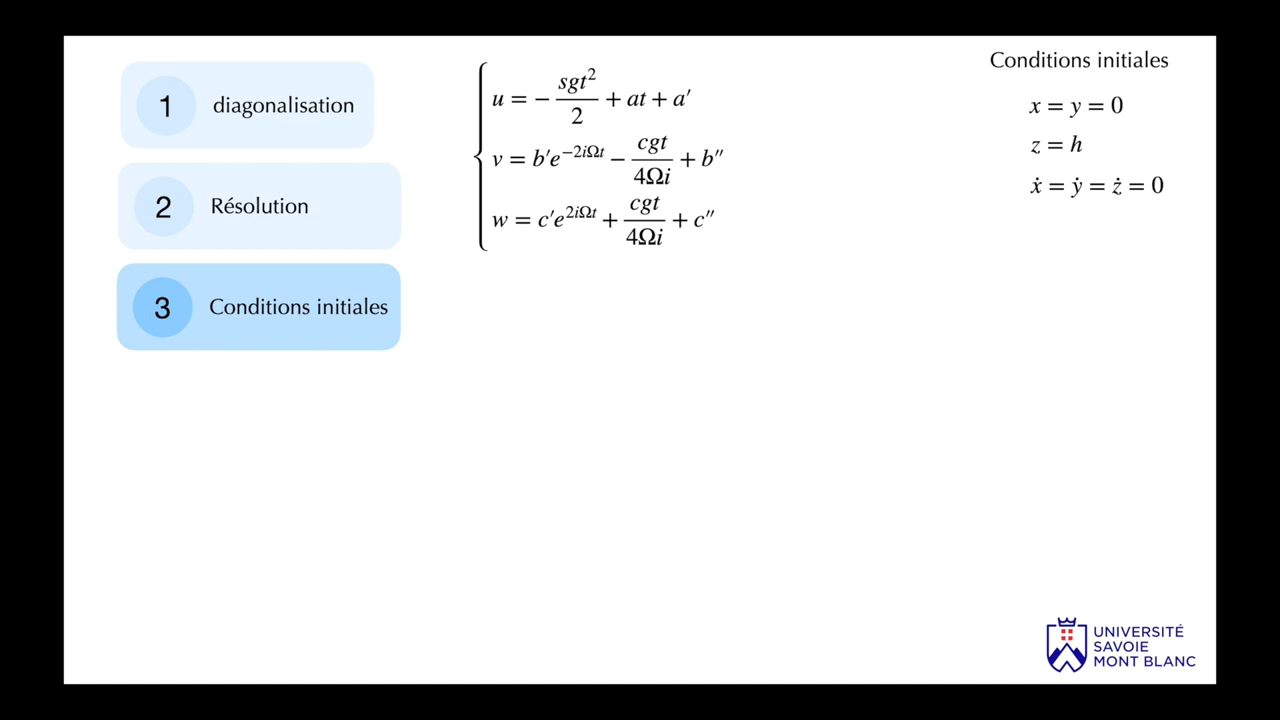 1 diagonalisation
2 Résolution
3 Conditions initiales
u = − sgt²/2 + at + a′
v = b′e^{−2iΩt} − cgt/4Ωi + b″
w = c′e^{2iΩt} + cgt/4Ωi + c″
Conditions initiales
x = y = 0
z = h
ẋ = ẏ = ż = 0
UNIVERSITÉ
SAVOIE
MONT BLANC